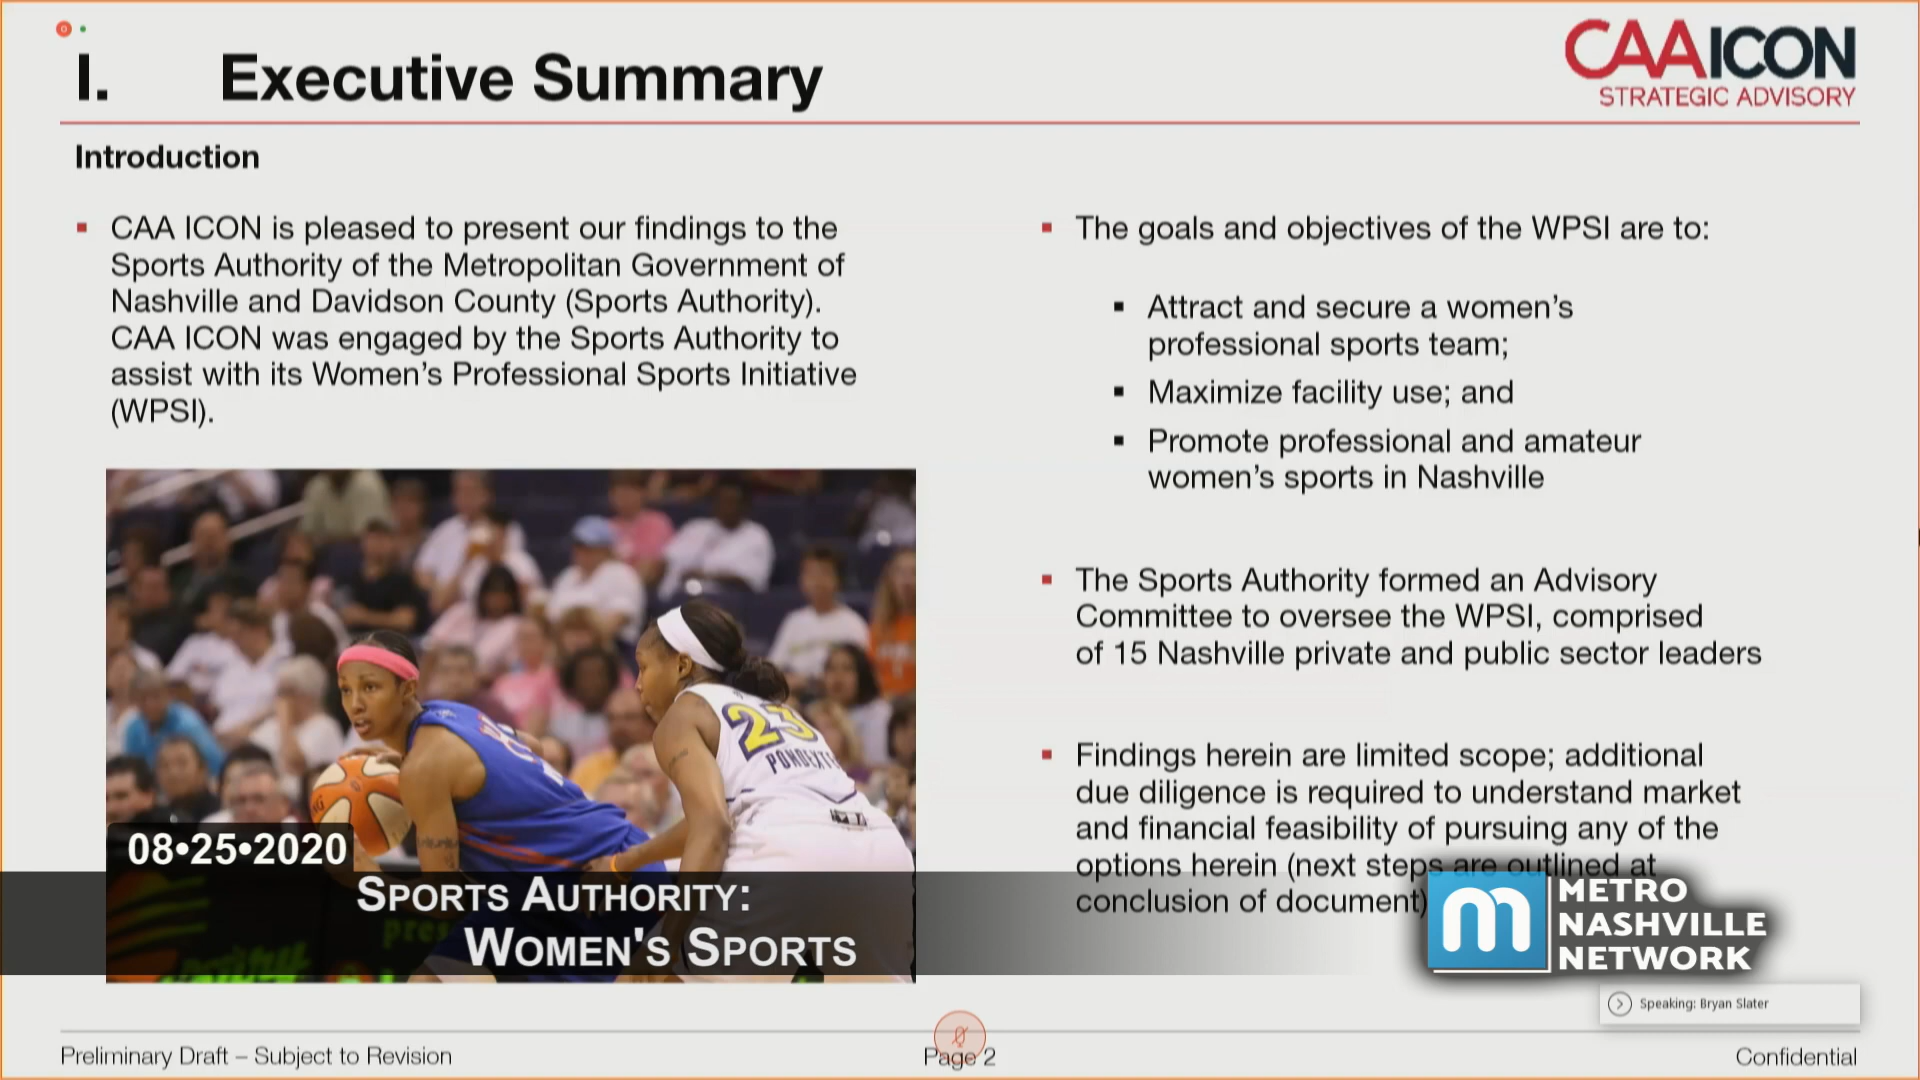 I. Executive Summary
CAAICON
STRATEGIC ADVISORY
Introduction
CAA ICON is pleased to present our findings to the
Sports Authority of the Metropolitan Government of
Nashville and Davidson County (Sports Authority).
CAA ICON was engaged by the Sports Authority to
assist with its Women’s Professional Sports Initiative
(WPSI).
The goals and objectives of the WPSI are to:
Attract and secure a women’s
professional sports team;
Maximize facility use; and
Promote professional and amateur
women’s sports in Nashville
The Sports Authority formed an Advisory
Committee to oversee the WPSI, comprised
of 15 Nashville private and public sector leaders
Findings herein are limited scope; additional
due diligence is required to understand market
and financial feasibility of pursuing any of the
options herein (next steps are outlined at
conclusion of document)
23
08•25•2020
SPORTS AUTHORITY:
WOMEN'S SPORTS
m
METRO
NASHVILLE
NETWORK
Speaking: Bryan Slater
Preliminary Draft – Subject to Revision
Page 2
Confidential